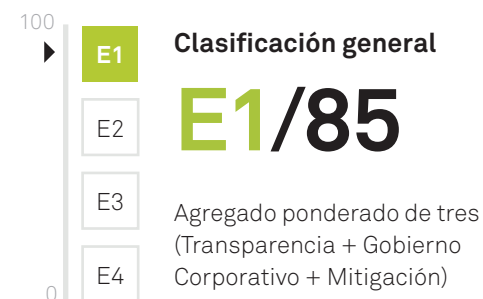 100
E1
E2
E3
E4
0
Clasificación general
E1/85
Agregado ponderado de tres
(Transparencia + Gobierno
Corporativo + Mitigación)